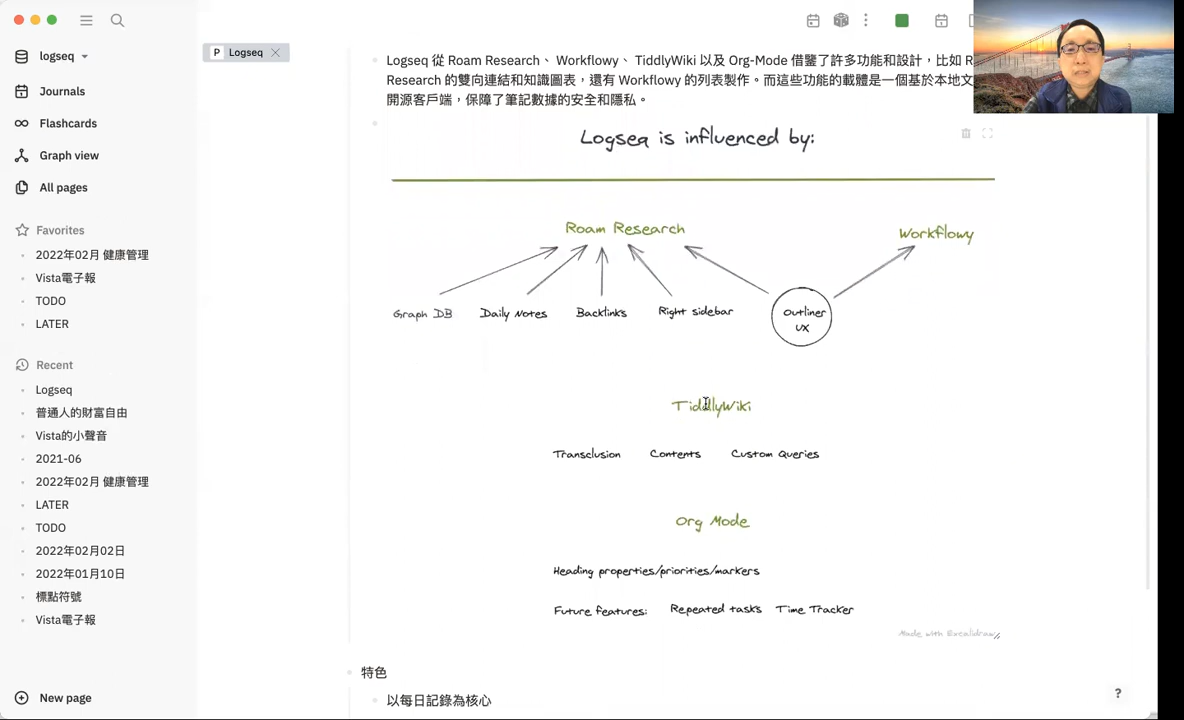 logseq
Journals
Flashcards
Graph view
All pages
Favorites
2022年02月 健康管理
Vista電子報
TODO
LATER
Recent
Logseq
普通人的財富自由
Vista的小聲音
2021-06
2022年02月 健康管理
LATER
TODO
2022年02月02日
2022年01月10日
標點符號
Vista電子報
New page
P Logseq
Logseq 從 Roam Research、 Workflowy、 TiddlyWiki 以及 Org-Mode 借鑒了許多功能和設計，比如 R
Research 的雙向連結和知識圖表，還有 Workflowy 的列表製作。而這些功能的載體是一個基於本地文
開源客戶端，保障了筆記數據的安全和隱私。
Logseq is influenced by:
Roam Research
Workflowy
Graph DB
Daily Notes
Backlinks
Right sidebar
Outliner
UX
TiddlyWiki
Transclusion
Contents
Custom Queries
Org Mode
Heading properties/priorities/markers
Future features:
Repeated tasks
Time Tracker
Made with Excalidraw
特色
以每日記錄為核心
?